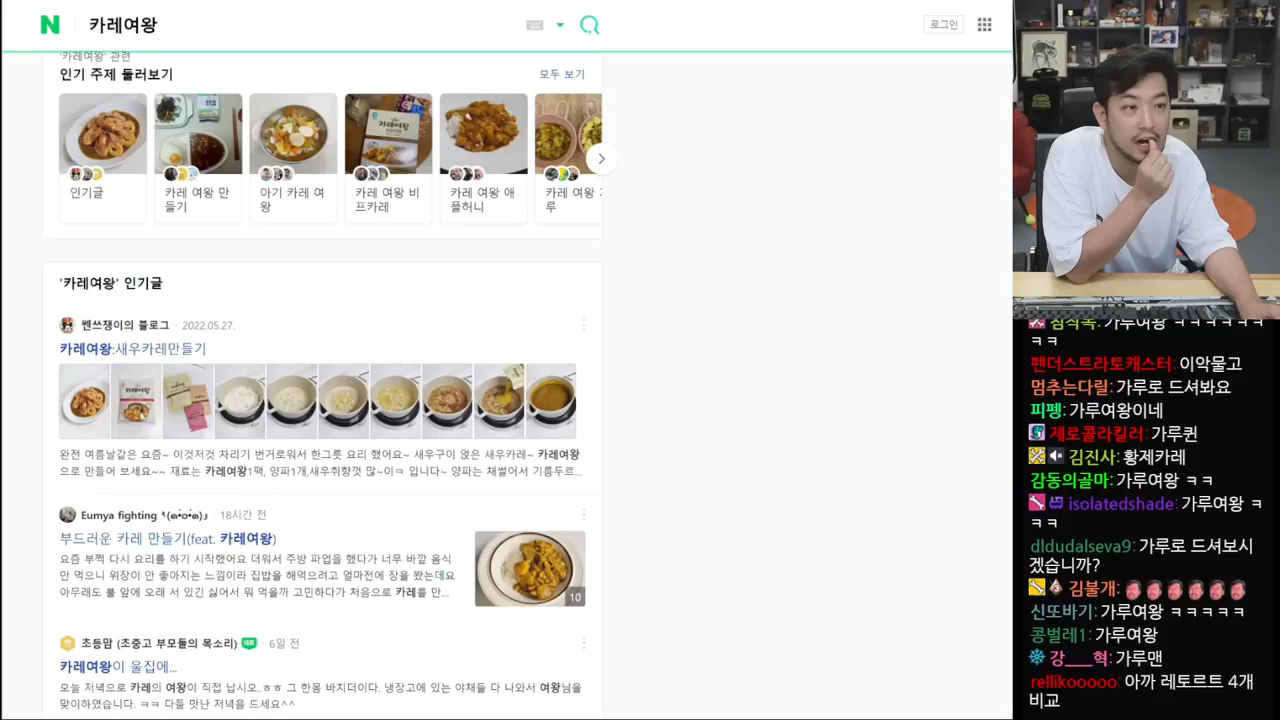 N
카레여왕
로그인
'카레여왕' 관련
인기 주제 둘러보기
모두 보기
카레여왕
인기글
카레 여왕 만
들기
아기 카레 여
왕
카레 여왕 비
프카레
카레 여왕 애
플허니
카레 여왕
루
'카레여왕' 인기글
쎈쓰쟁이의 블로그 · 2022.05.27.
카레여왕:새우카레만들기
완전 여름날같은 요즘~ 이것저것 차리기 번거로워서 한그릇 요리 했어요~ 새우구이 얹은 새우카레~ 카레여왕
으로 만들어 보세요~~ 재료는 카레여왕1팩, 양파1개,새우취향껏 많~이ㅋ 입니다~ 양파는 채썰어서 기름두르...
Eumya fighting · 18시간 전
부드러운 카레 만들기(feat. 카레여왕)
요즘 부쩍 다시 요리를 하기 시작했어요 더워서 주방 파업을 했다가 너무 바깥 음식
만 먹으니 위장이 안 좋아지는 느낌이라 집밥을 해먹으려고 얼마전에 장을 봤는데요
아무래도 불 앞에 오래 서 있긴 싫어서 뭐 먹을까 고민하다가 처음으로 카레를 만...
10
초등맘 (초중고 부모들의 목소리) 대표 · 6일 전
카레여왕이 울집에...
오늘 저녁으로 카레의 여왕이 직접 납시오..ㅎㅎ 그 한몸 바치더이다. 냉장고에 있는 야채들 다 나와서 여왕님을
맞이하였습니다. ㅋㅋ 다들 맛난 저녁을 드세요^^
가루여왕 ㅋㅋㅋㅋㅋㅋ
ㅋㅋ
펜더스트라토캐스터: 이악물고
멈추는다릴: 가루로 드셔봐요
피펭: 가루여왕이네
제로콜라킬러: 가루퀸
김진사: 황제카레
감동의골마: 가루여왕 ㅋㅋ
isolatedshade: 가루여왕 ㅋ
ㅋㅋ
dldudalseva9: 가루로 드셔보시
겠습니까?
김불개:
신또바기: 가루여왕 ㅋㅋㅋㅋㅋ
콩벌레1: 가루여왕
강___혁: 가루맨
rellikooooo: 아까 레토르트 4개
비교